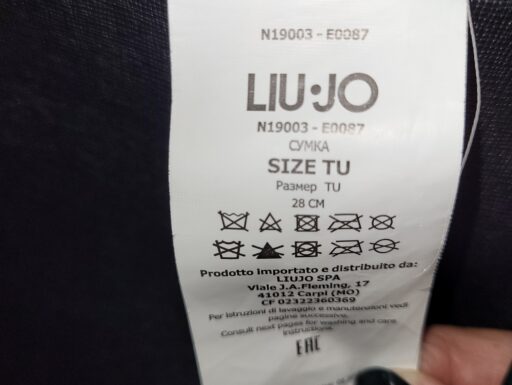 N19003 - E0087
LIU·JO
N19003 - E0087
СУМКА
SIZE TU
Размер TU
28 CM
Prodotto importato e distribuito da:
LIUJO SPA
Viale J.A.Fleming, 17
41012 Carpi (MO)
CF 02322360369
Per istruzioni di lavaggio e manutenzioni vedi
pagine successive.
Consult next pages for washing and care
instructions.
EAC